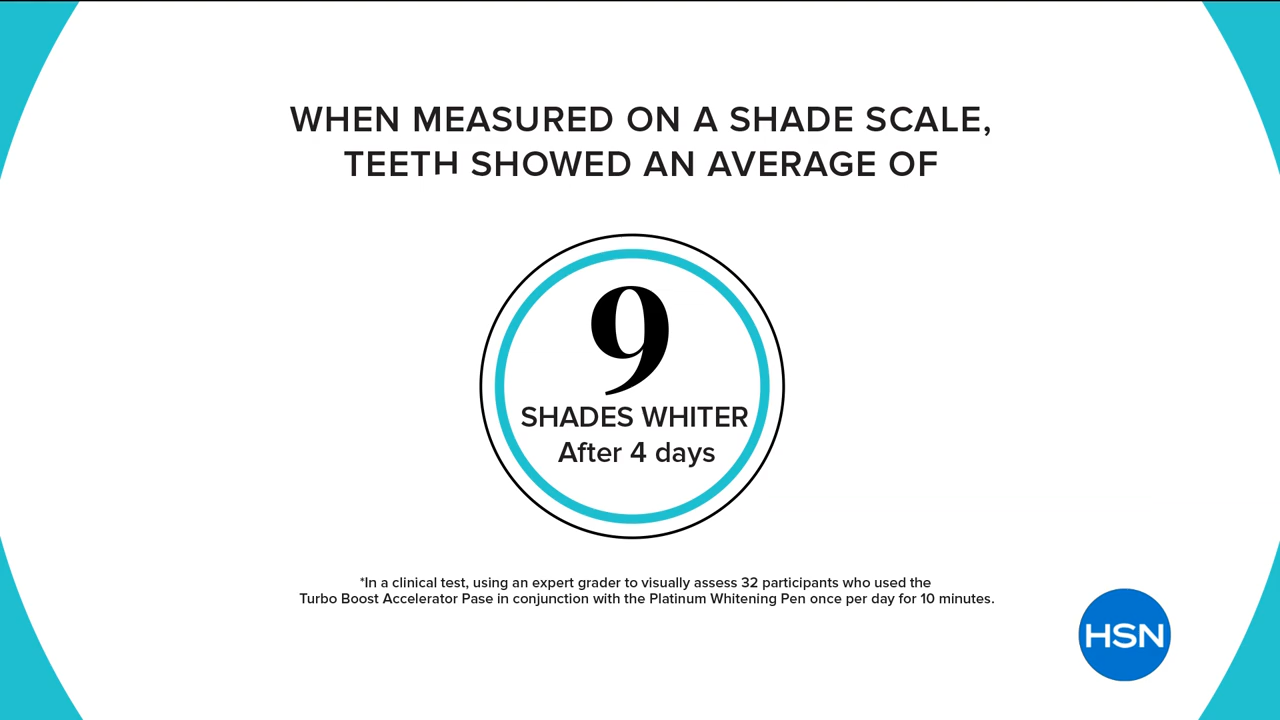 WHEN MEASURED ON A SHADE SCALE,
TEETH SHOWED AN AVERAGE OF
9
SHADES WHITER
After 4 days
*In a clinical test, using an expert grader to visually assess 32 participants who used the
Turbo Boost Accelerator Pase in conjunction with the Platinum Whitening Pen once per day for 10 minutes.
HSN